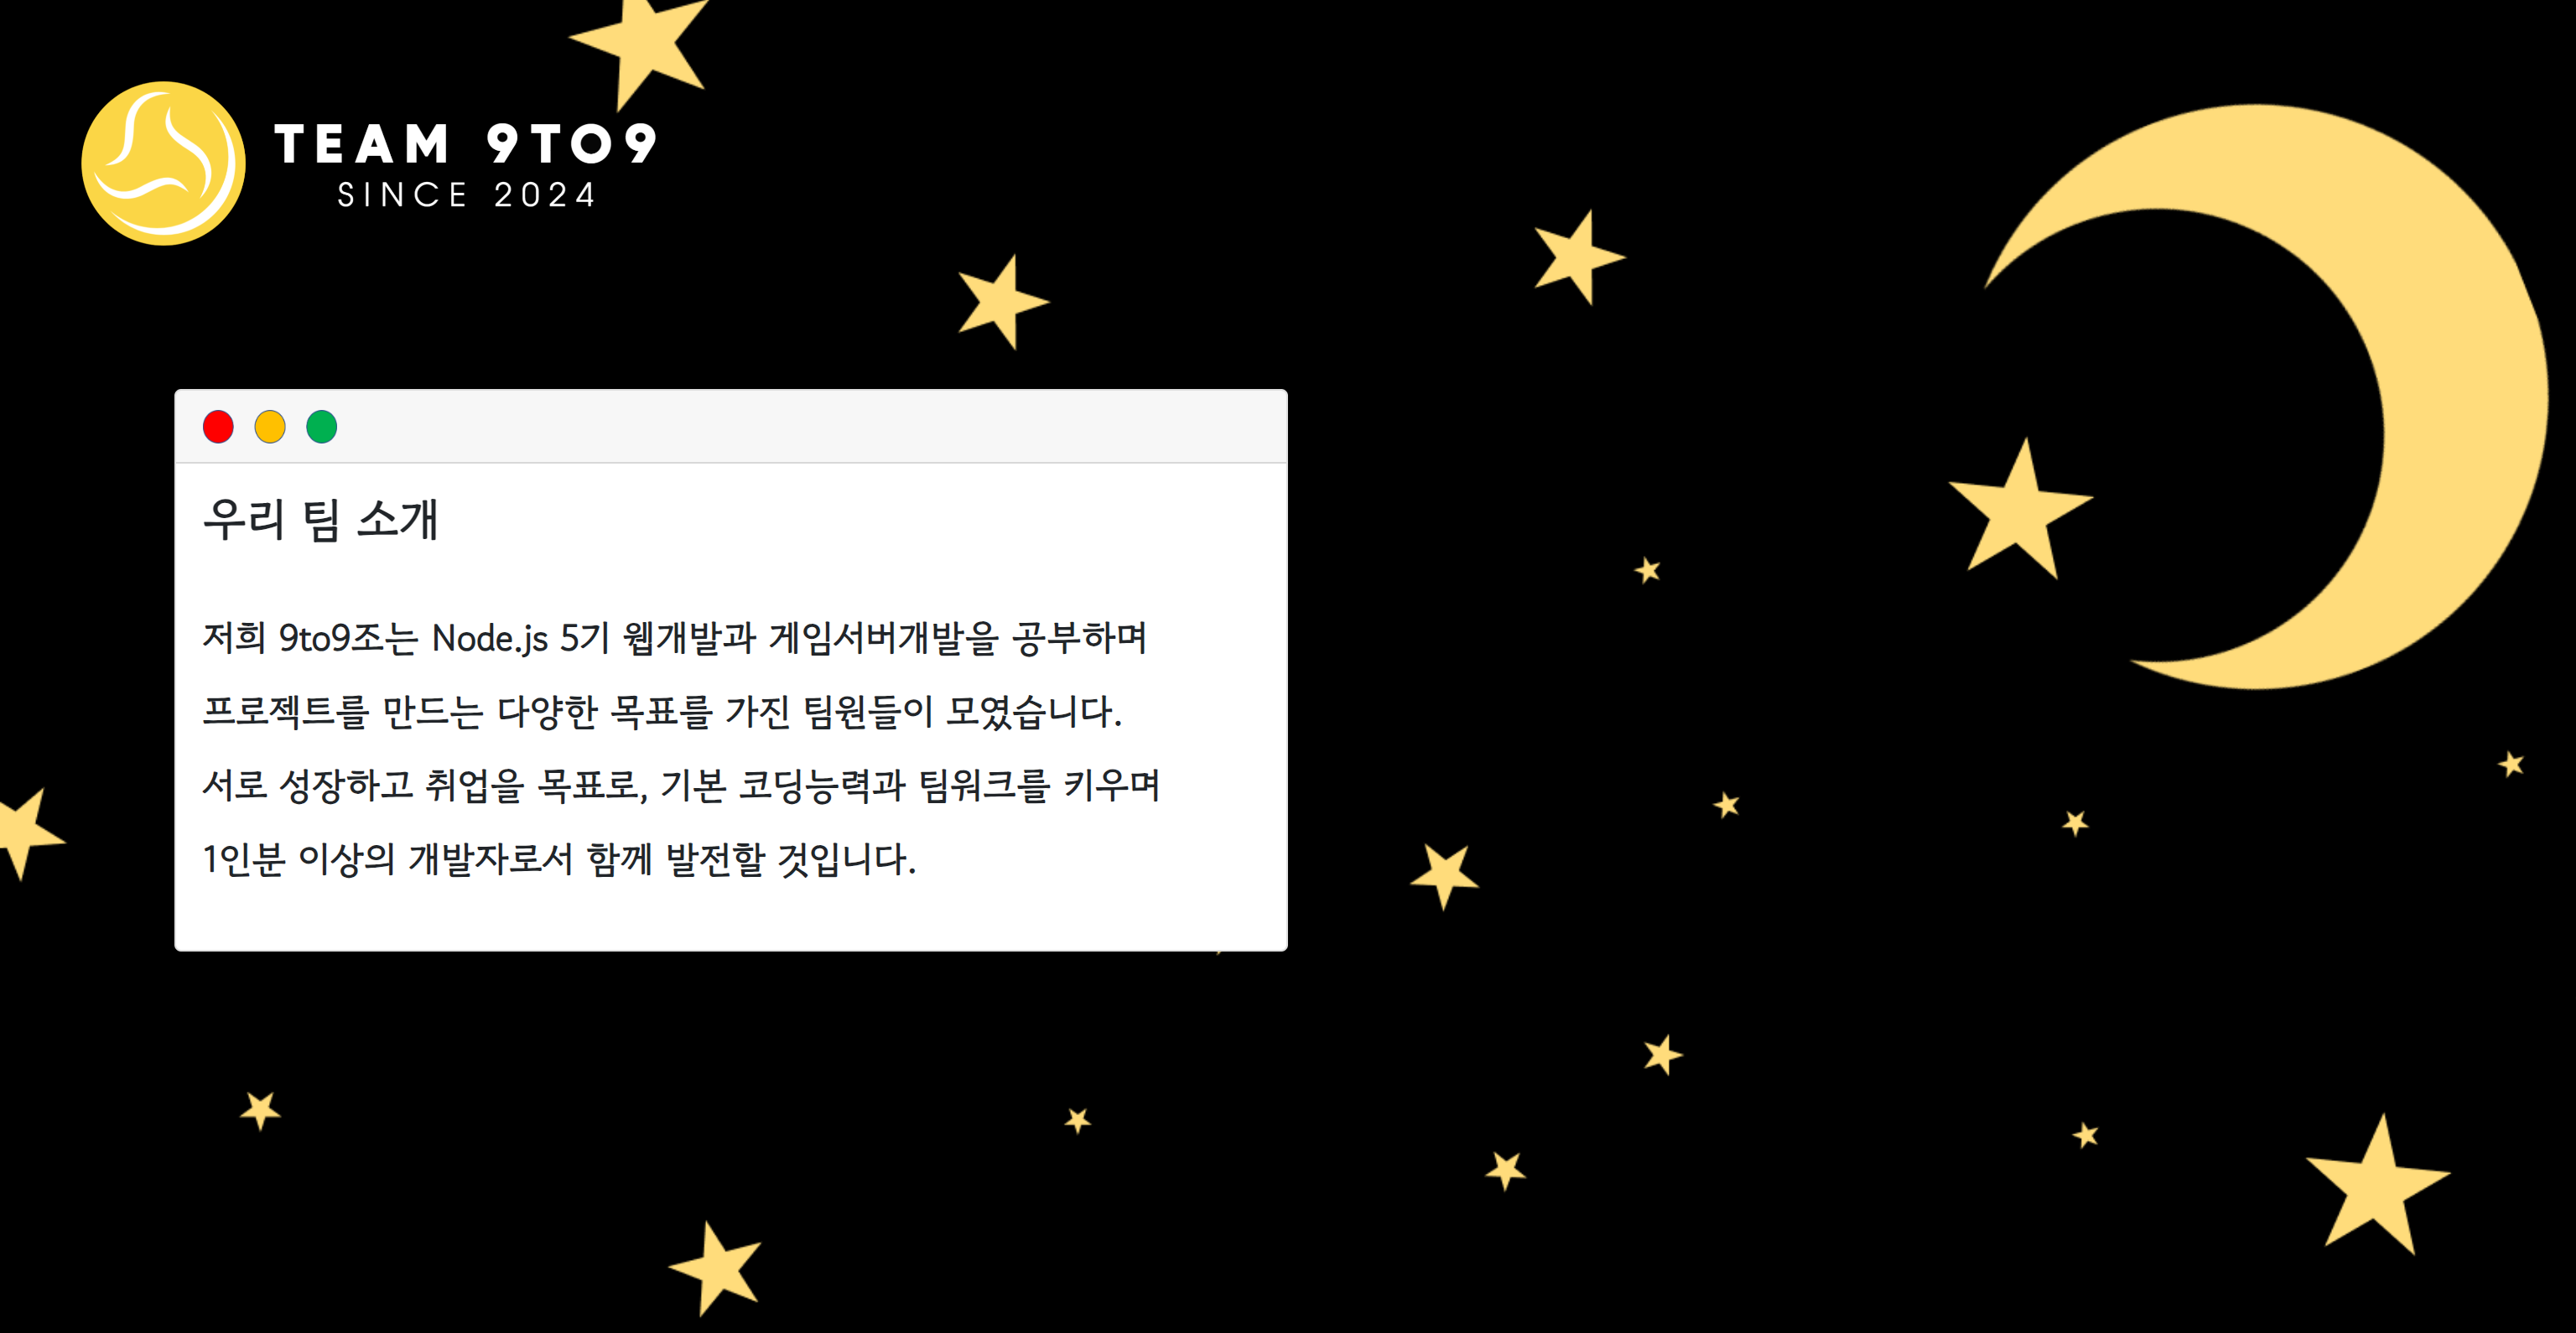 TEAM 9TO9
SINCE 2024
우리 팀 소개
저희 9to9조는 Node.js 5기 웹개발과 게임서버개발을 공부하며
프로젝트를 만드는 다양한 목표를 가진 팀원들이 모였습니다.
서로 성장하고 취업을 목표로, 기본 코딩능력과 팀워크를 키우며
1인분 이상의 개발자로서 함께 발전할 것입니다.